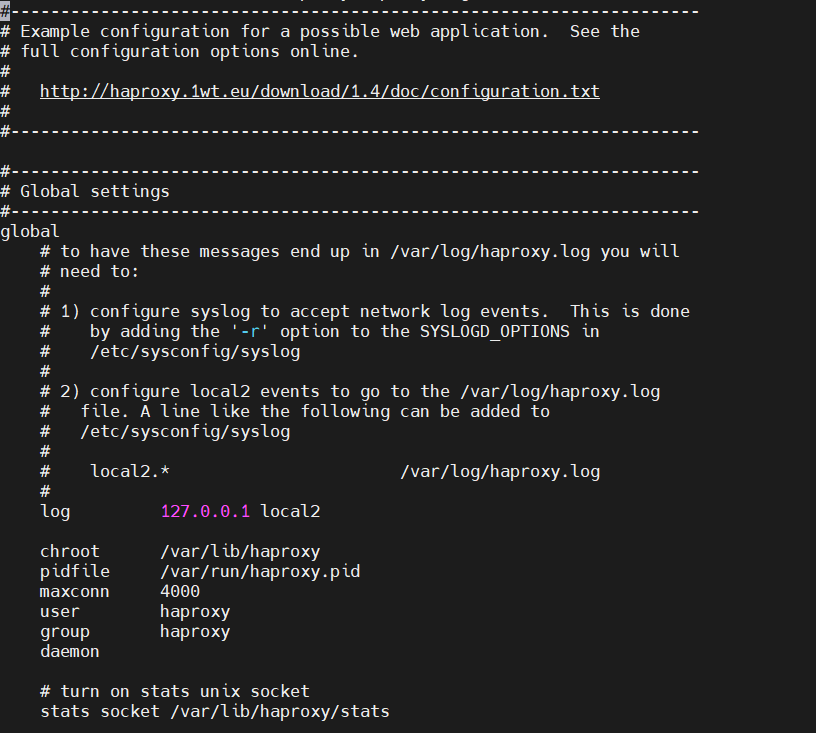 #---------------------------------------------------------------------
# Example configuration for a possible web application.  See the
# full configuration options online.
#
#   http://haproxy.1wt.eu/download/1.4/doc/configuration.txt
#
#---------------------------------------------------------------------

#---------------------------------------------------------------------
# Global settings
#---------------------------------------------------------------------
global
    # to have these messages end up in /var/log/haproxy.log you will
    # need to:
    #
    # 1) configure syslog to accept network log events.  This is done
    #    by adding the '-r' option to the SYSLOGD_OPTIONS in
    #    /etc/sysconfig/syslog
    #
    # 2) configure local2 events to go to the /var/log/haproxy.log
    #   file. A line like the following can be added to
    #   /etc/sysconfig/syslog
    #
    #    local2.*                       /var/log/haproxy.log
    #
    log         127.0.0.1 local2

    chroot      /var/lib/haproxy
    pidfile     /var/run/haproxy.pid
    maxconn     4000
    user        haproxy
    group       haproxy
    daemon

    # turn on stats unix socket
    stats socket /var/lib/haproxy/stats